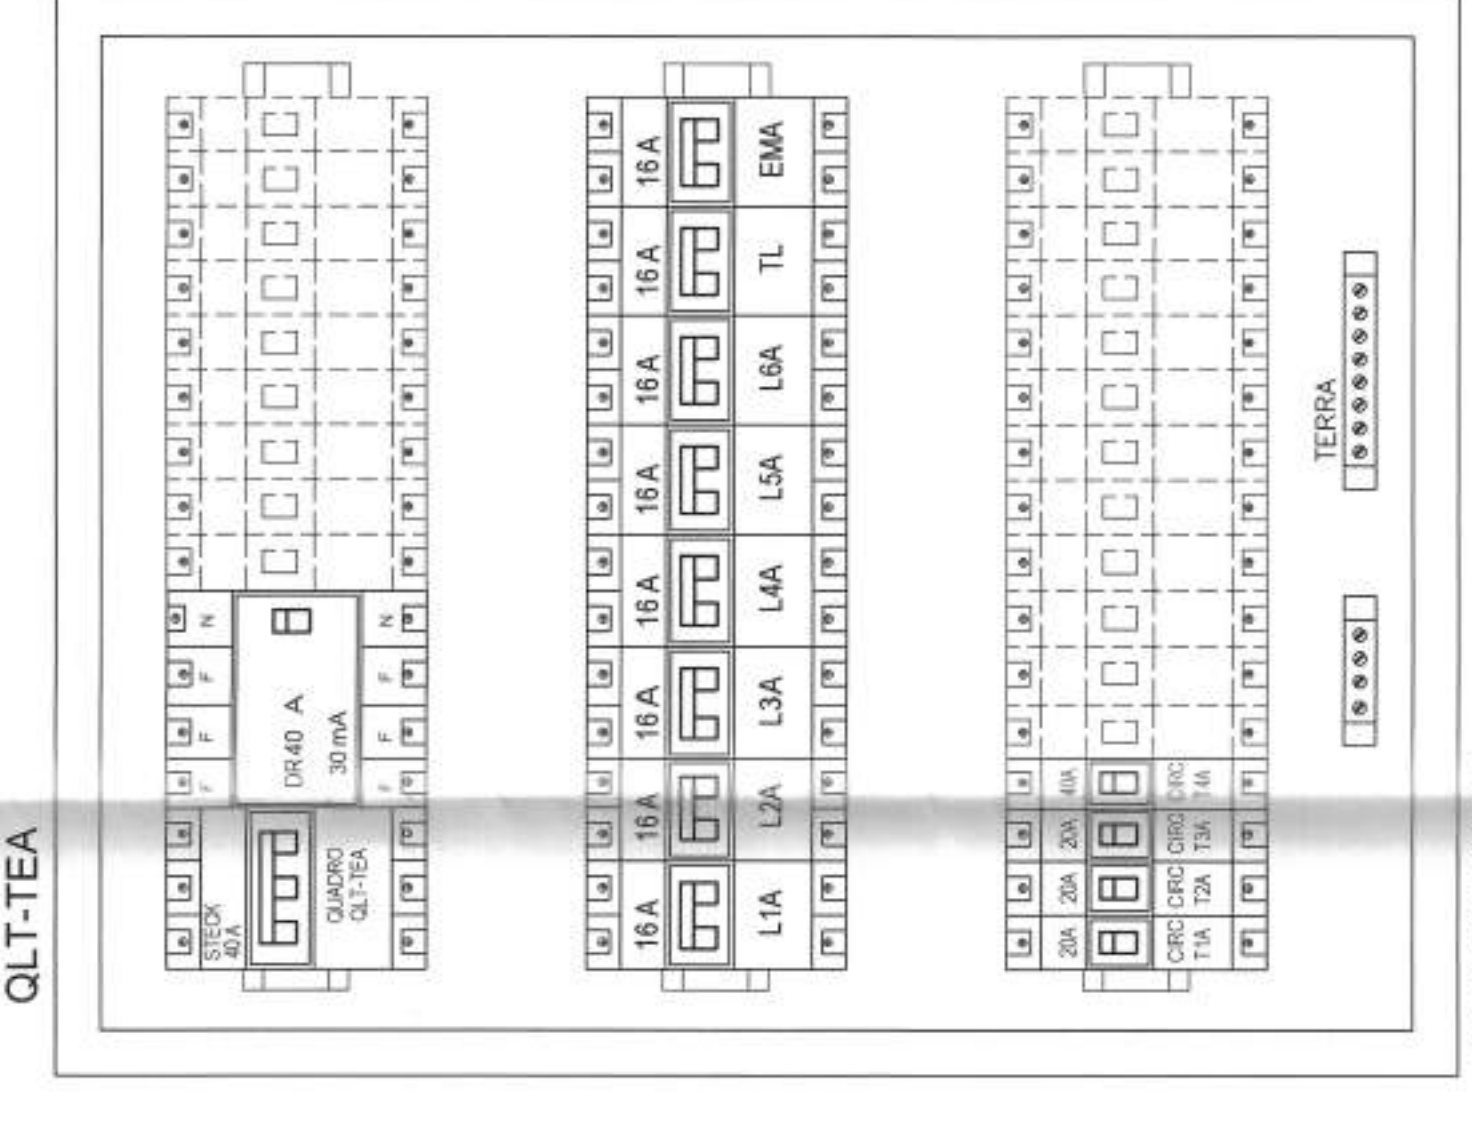 QLT-TEA
STECK
40A
QUADRO
QLT-TEA
F
F
F
N
DR 40 A
30 mA
F
F
F
N
16 A
L1A
16 A
L2A
16 A
L3A
16 A
L4A
16 A
L5A
16 A
L6A
16 A
TL
16 A
EMA
20A
CIRC
T1A
20A
CIRC
T2A
20A
CIRC
T3A
40A
CIRC
T4A
TERRA